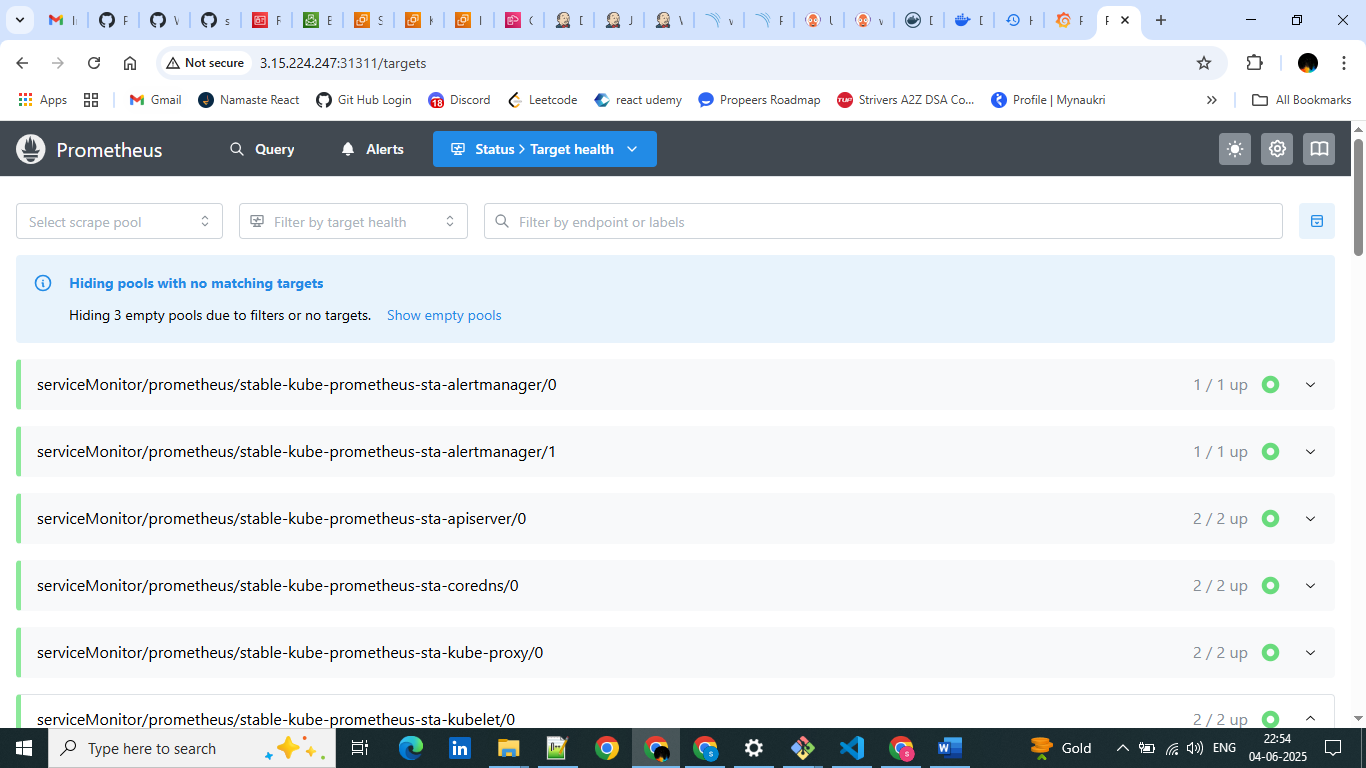 Not secure 3.15.224.247:31311/targets
Apps Gmail Namaste React Git Hub Login 18 Discord Leetcode react udemy Propeers Roadmap TUF Strivers A2Z DSA Co... Profile | Mynaukri » All Bookmarks
Prometheus Query Alerts Status > Target health
Select scrape pool Filter by target health Filter by endpoint or labels
Hiding pools with no matching targets
Hiding 3 empty pools due to filters or no targets. Show empty pools
serviceMonitor/prometheus/stable-kube-prometheus-sta-alertmanager/0 1 / 1 up
serviceMonitor/prometheus/stable-kube-prometheus-sta-alertmanager/1 1 / 1 up
serviceMonitor/prometheus/stable-kube-prometheus-sta-apiserver/0 2 / 2 up
serviceMonitor/prometheus/stable-kube-prometheus-sta-coredns/0 2 / 2 up
serviceMonitor/prometheus/stable-kube-prometheus-sta-kube-proxy/0 2 / 2 up
serviceMonitor/prometheus/stable-kube-prometheus-sta-kubelet/0 2 / 2 up
Type here to search Gold ENG 22:54
04-06-2025